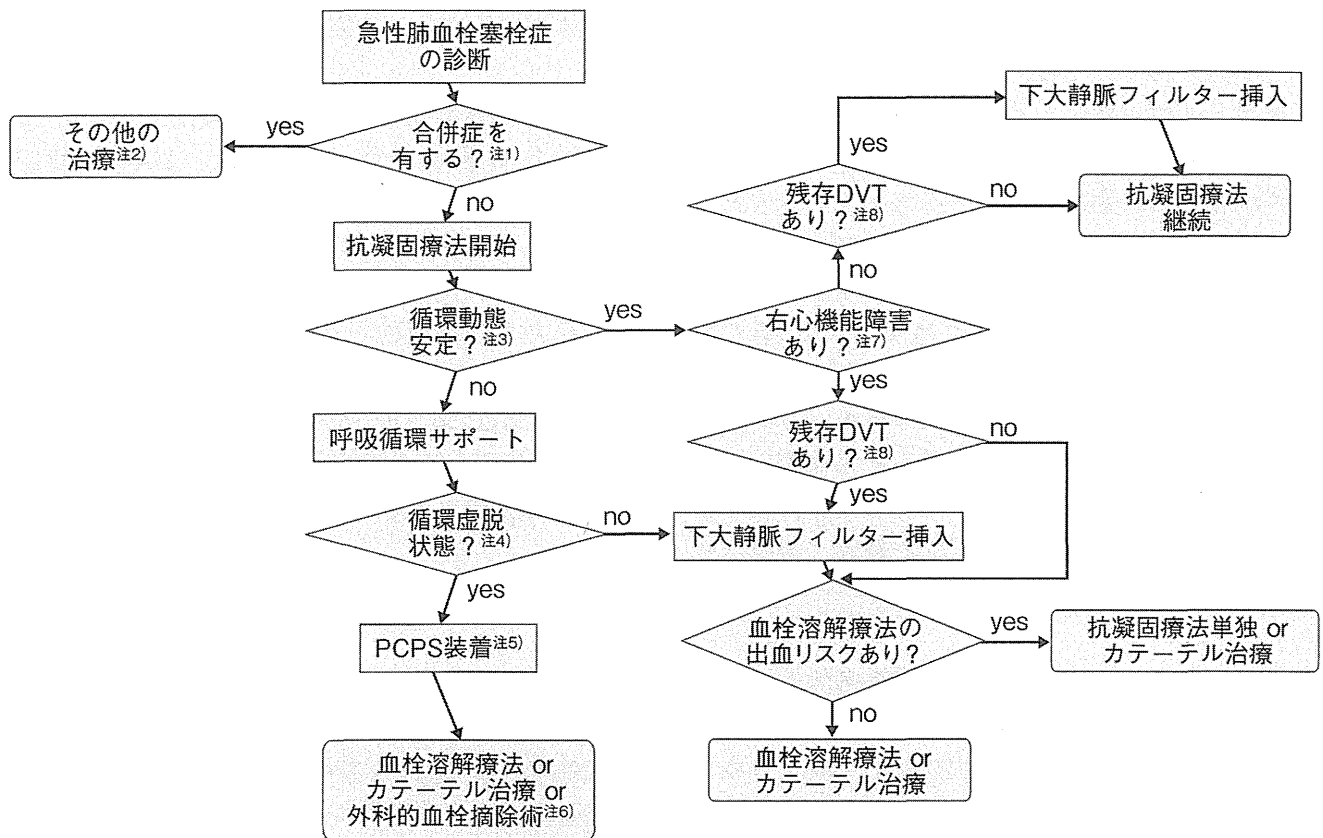 急性肺血栓塞栓症
の診断
yes
その他の
治療注2)
合併症を
有する？注1)
no
抗凝固療法開始
循環動態
安定？注3)
yes
no
呼吸循環サポート
循環虚脱
状態？注4)
no
yes
PCPS装着注5)
血栓溶解療法 or
カテーテル治療 or
外科的血栓摘除術注6)
下大静脈フィルター挿入
yes
残存DVT
あり？注8)
no
抗凝固療法
継続
no
右心機能障害
あり？注7)
yes
残存DVT
あり？注8)
no
yes
下大静脈フィルター挿入
血栓溶解療法の
出血リスクあり？
yes
抗凝固療法単独 or
カテーテル治療
no
血栓溶解療法 or
カテーテル治療